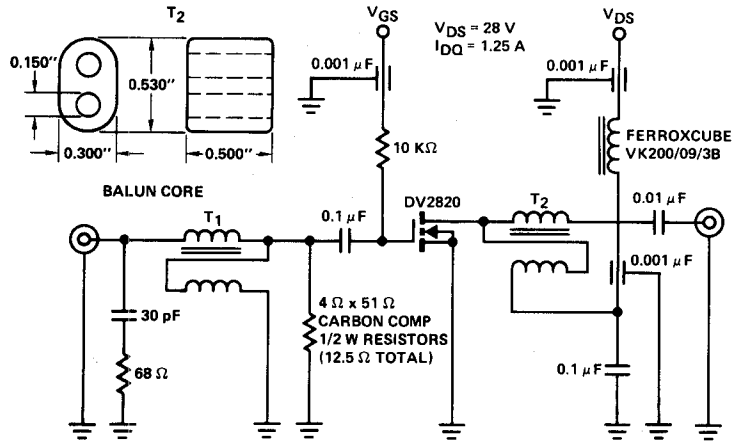 T2
0.150″
0.530″
0.300″
0.500″
BALUN CORE
VGS
VDS = 28 V
IDQ = 1.25 A
VDS
0.001 μF
0.001 μF
10 KΩ
FERROXCUBE
VK200/09/3B
DV2820
T1
0.1 μF
T2
0.01 μF
0.001 μF
30 pF
68 Ω
4 Ω x 51 Ω
CARBON COMP
1/2 W RESISTORS
(12.5 Ω TOTAL)
0.1 μF